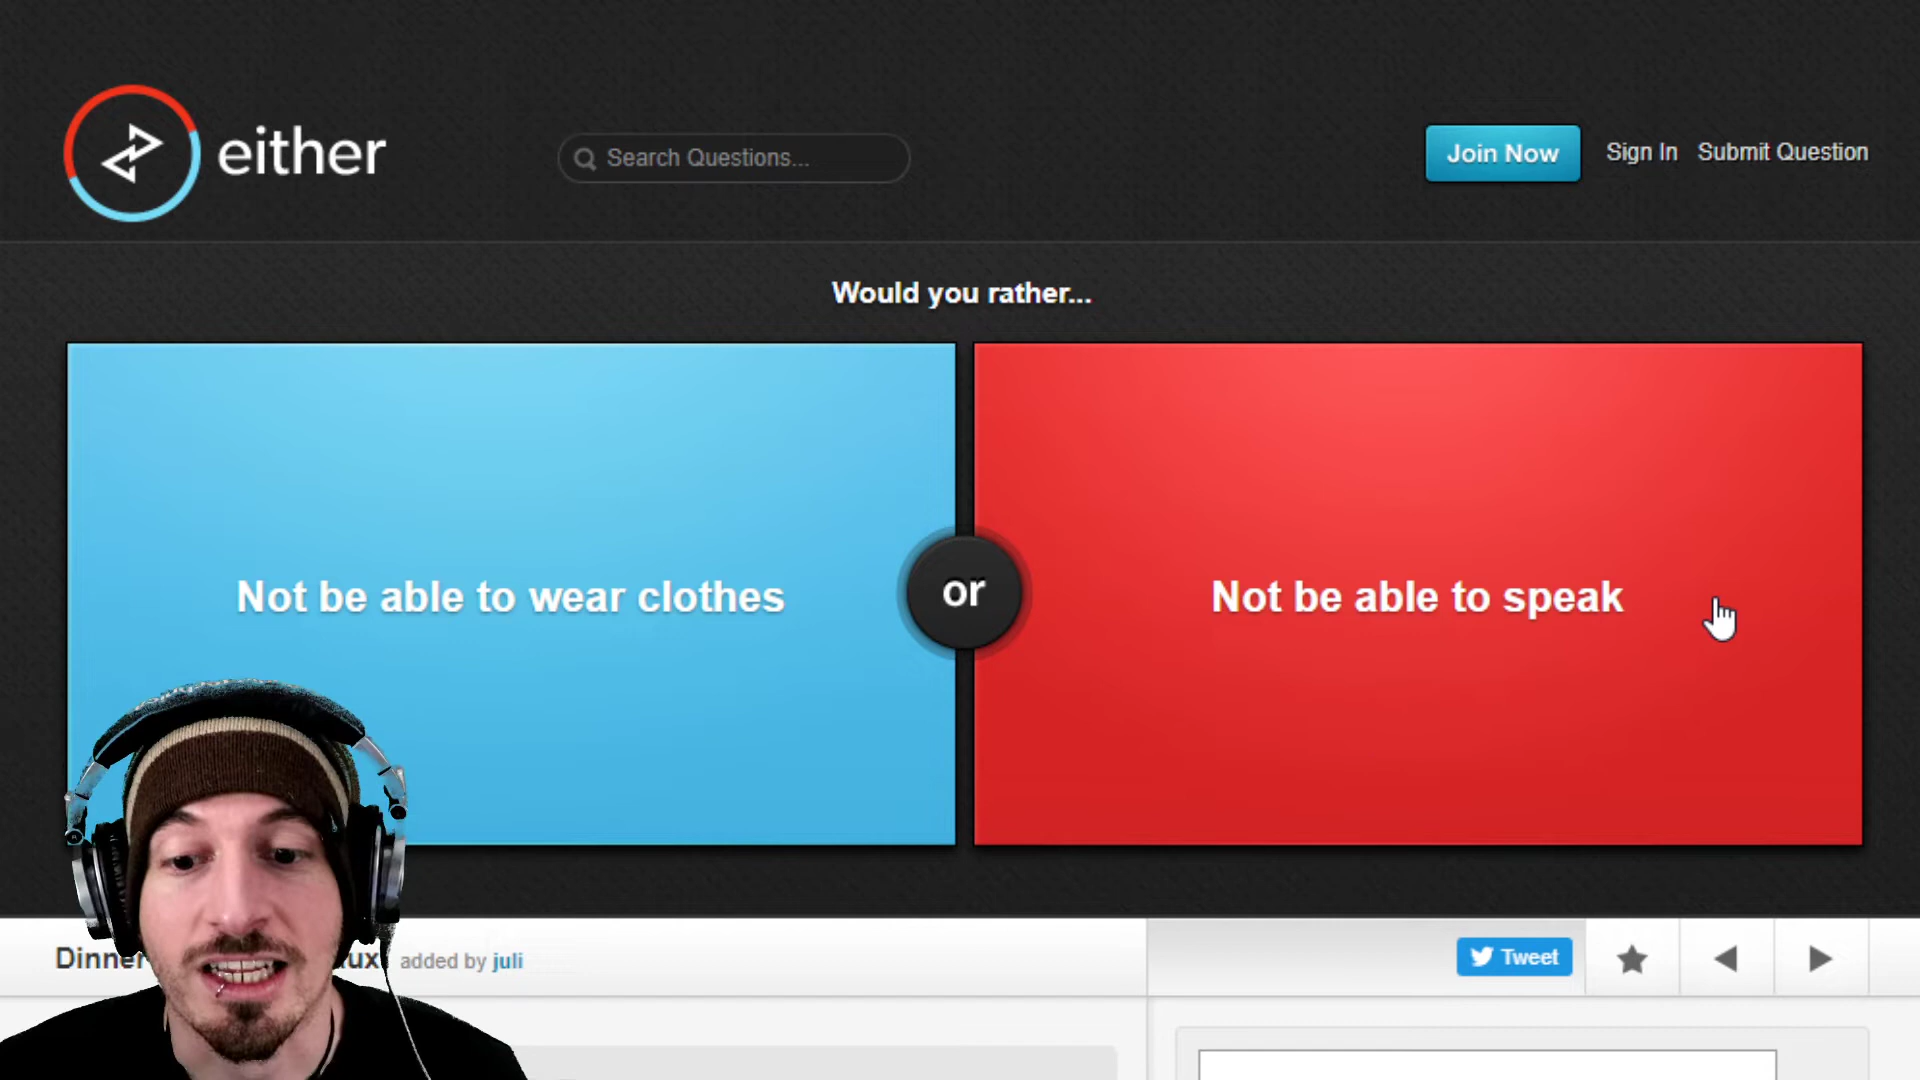 either
Search Questions...
Join Now
Sign In
Submit Question
Would you rather...
Not be able to wear clothes
or
Not be able to speak
added by juli
Tweet